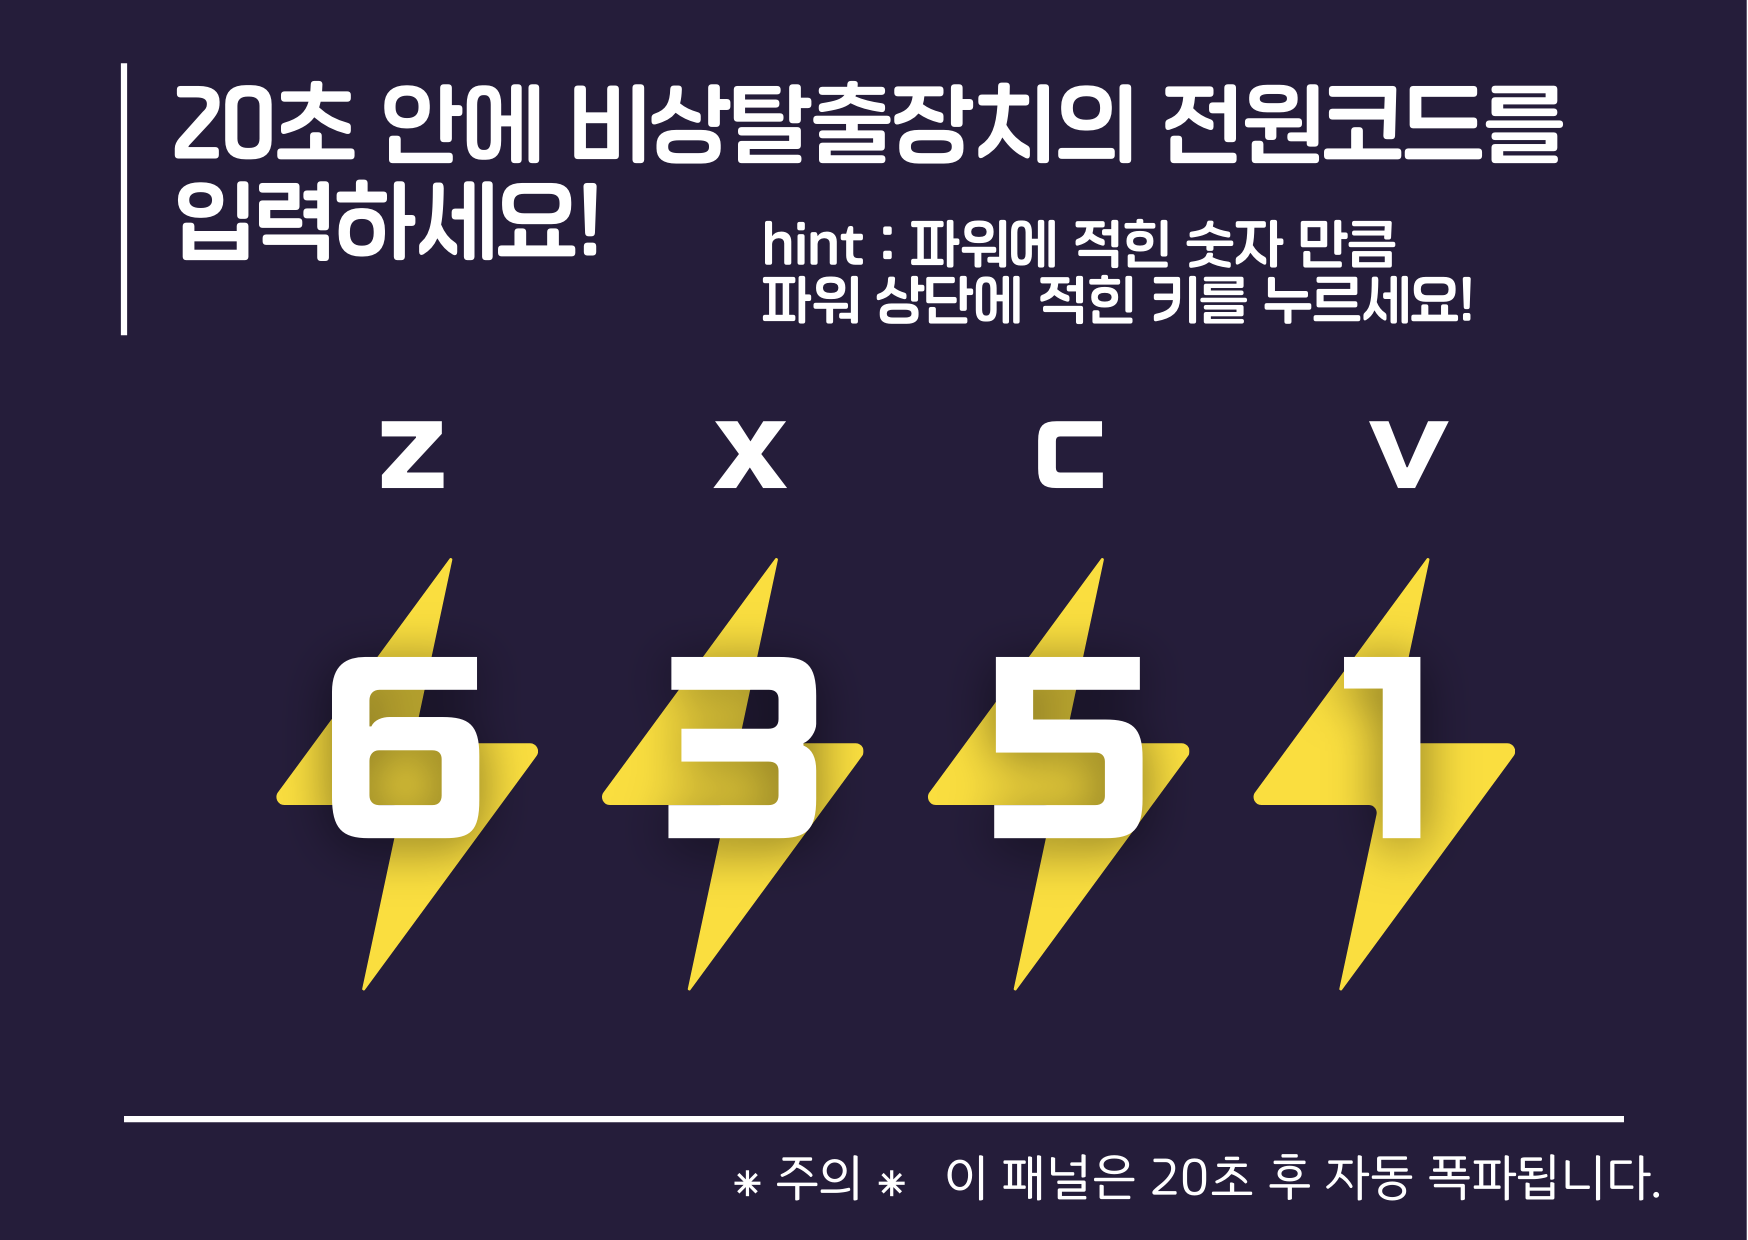 20초 안에 비상탈출장치의 전원코드를
입력하세요!
hint : 파워에 적힌 숫자 만큼
파워 상단에 적힌 키를 누르세요!
z x c v
6 3 5 1
* 주의 * 이 패널은 20초 후 자동 폭파됩니다.